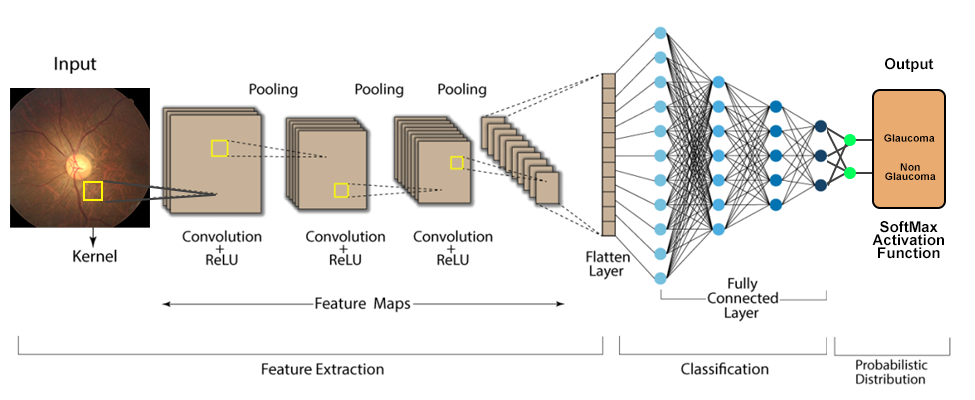 Input
Pooling
Pooling
Pooling
Output
Glaucoma
Non
Glaucoma
Kernel
Convolution
+
ReLU
Convolution
+
ReLU
Convolution
+
ReLU
Flatten
Layer
SoftMax
Activation
Function
Fully
Connected
Layer
Feature Maps
Feature Extraction
Classification
Probabilistic
Distribution